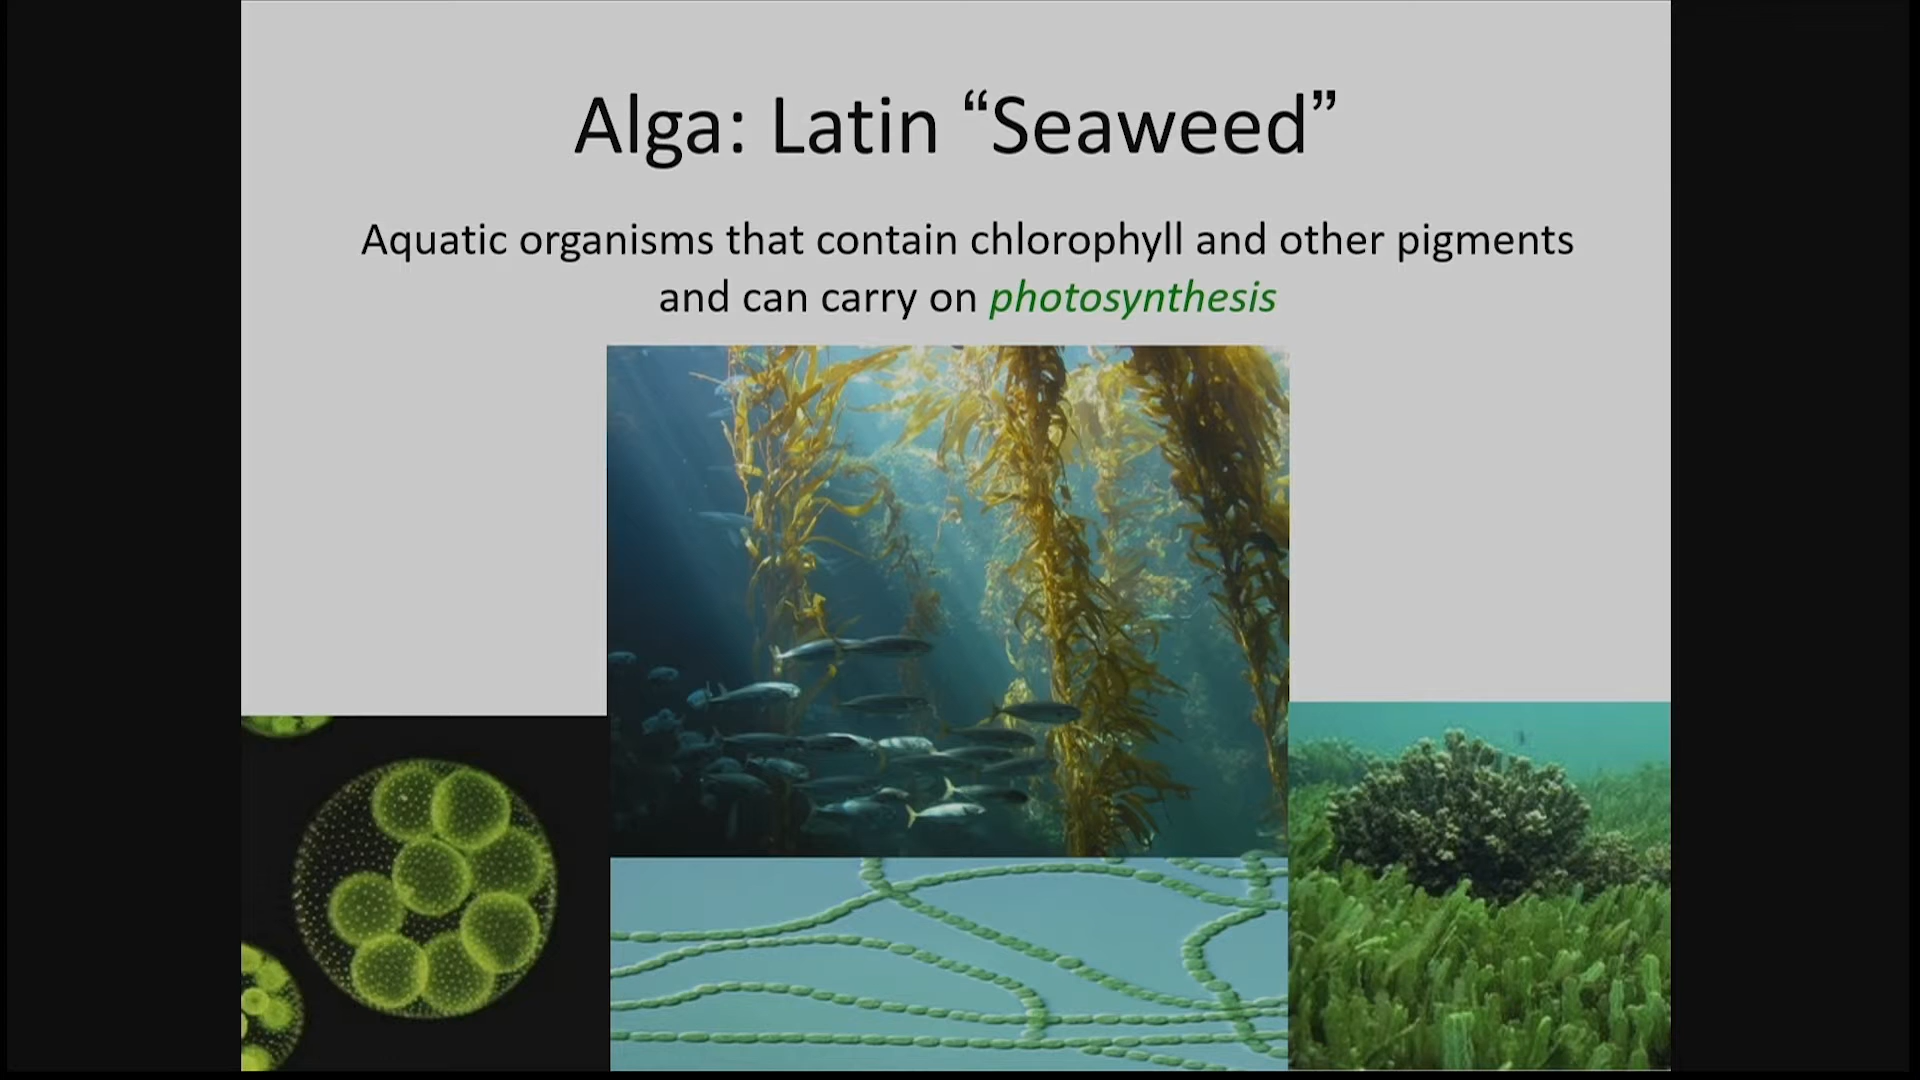 Alga: Latin “Seaweed”
Aquatic organisms that contain chlorophyll and other pigments
and can carry on photosynthesis